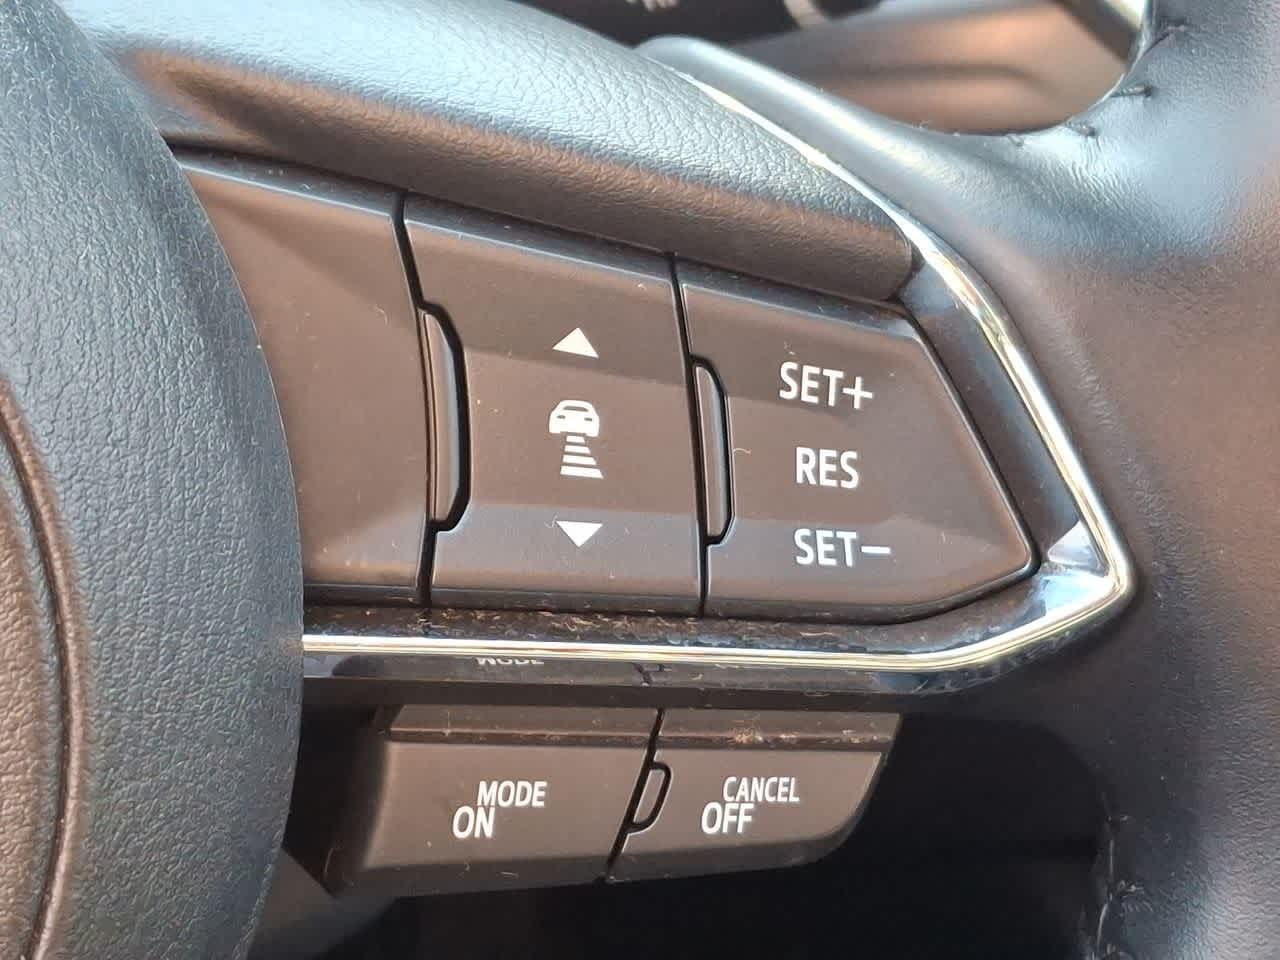 SET+
RES
SET−
MODE
ON
CANCEL
OFF